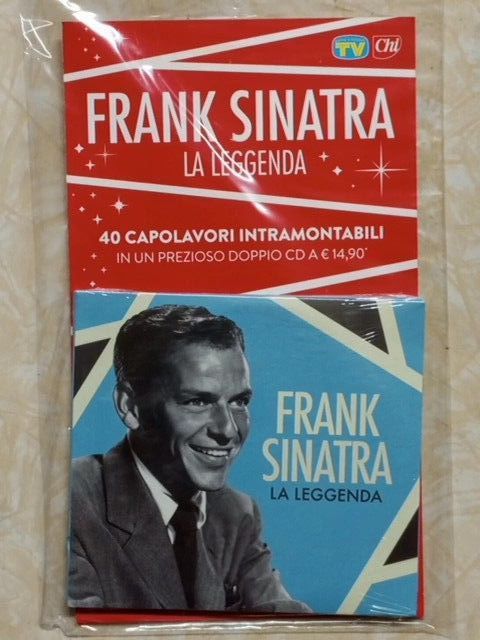 TV
Chi
FRANK SINATRA
LA LEGGENDA
40 CAPOLAVORI INTRAMONTABILI
IN UN PREZIOSO DOPPIO CD A € 14,90*
FRANK
SINATRA
LA LEGGENDA